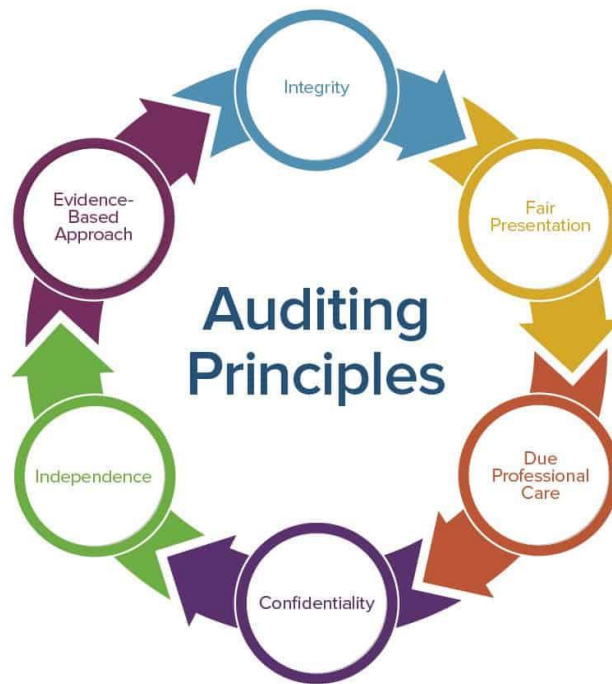 Integrity
Fair
Presentation
Due
Professional
Care
Confidentiality
Independence
Evidence-
Based
Approach
Auditing
Principles